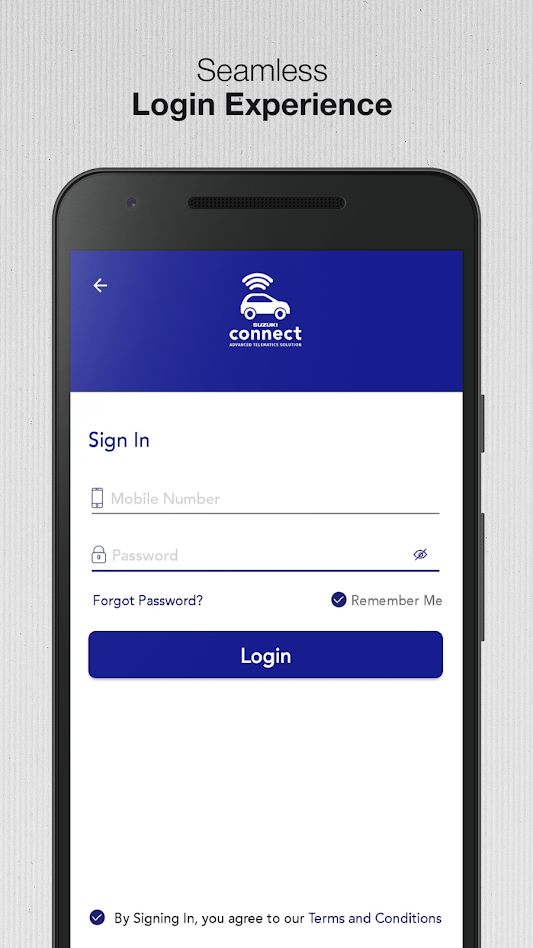 Seamless
Login Experience
SUZUKI
connect
ADVANCED TELEMATICS SOLUTION
Sign In
Mobile Number
Password
Forgot Password?
Remember Me
Login
By Signing In, you agree to our Terms and Conditions